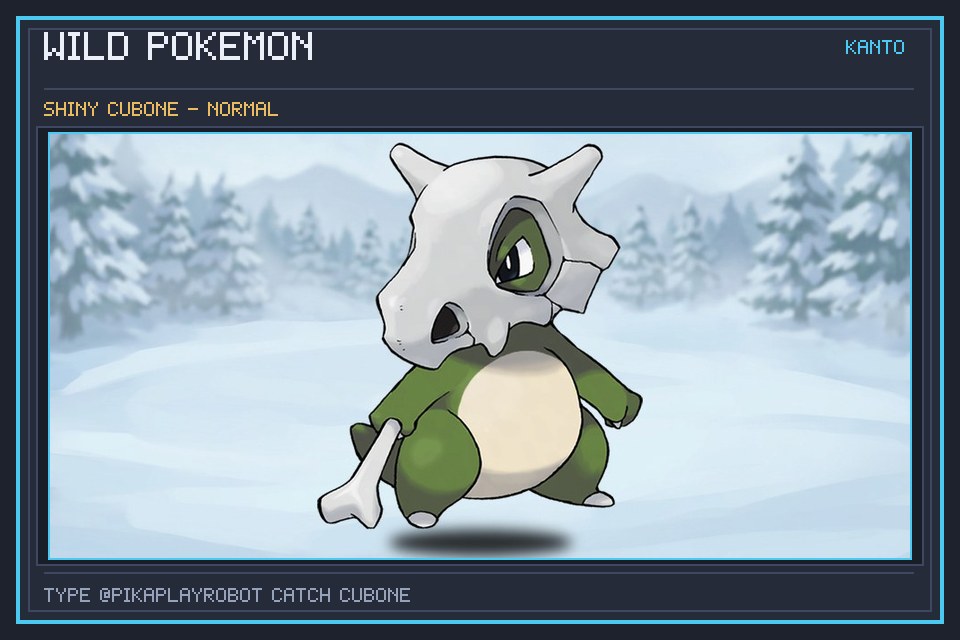 WILD POKEMON
KANTO
SHINY CUBONE - NORMAL
TYPE @PIKAPLAYROBOT CATCH CUBONE